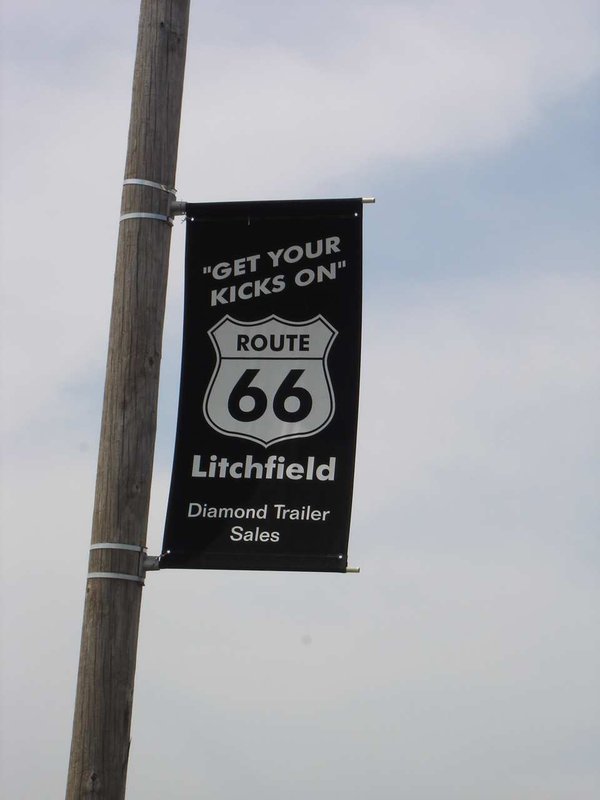 "GET YOUR
KICKS ON"
ROUTE
66
Litchfield
Diamond Trailer
Sales